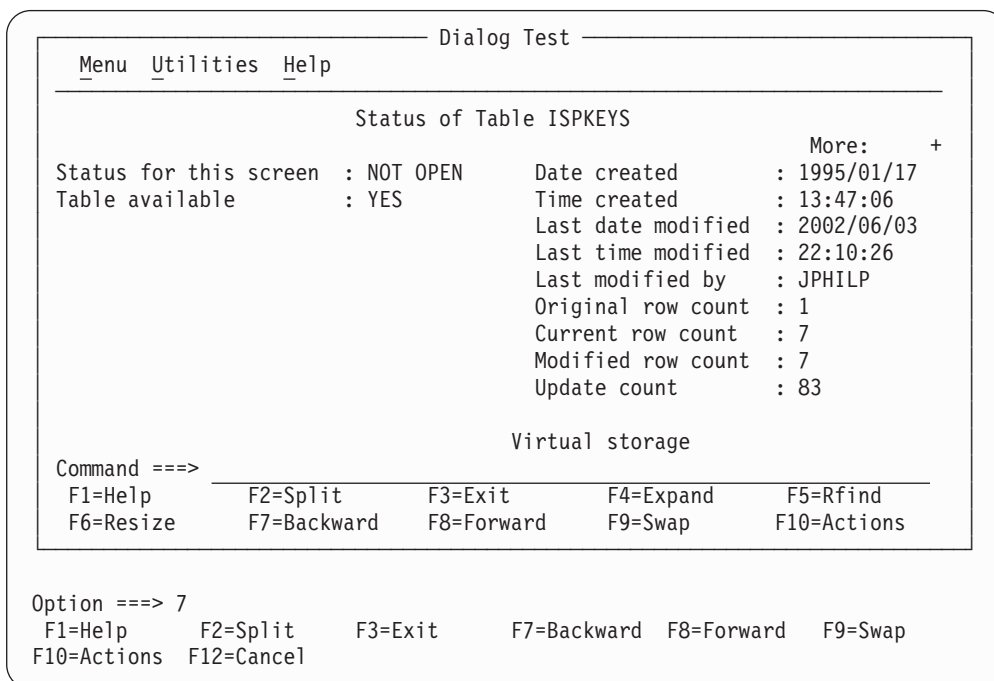 Dialog Test
Menu Utilities Help
Status of Table ISPKEYS
More: +
Status for this screen : NOT OPEN Date created : 1995/01/17
Table available : YES Time created : 13:47:06
Last date modified : 2002/06/03
Last time modified : 22:10:26
Last modified by : JPHILP
Original row count : 1
Current row count : 7
Modified row count : 7
Update count : 83
Virtual storage
Command ===>
F1=Help F2=Split F3=Exit F4=Expand F5=Rfind
F6=Resize F7=Backward F8=Forward F9=Swap F10=Actions
Option ===> 7
F1=Help F2=Split F3=Exit F7=Backward F8=Forward F9=Swap
F10=Actions F12=Cancel